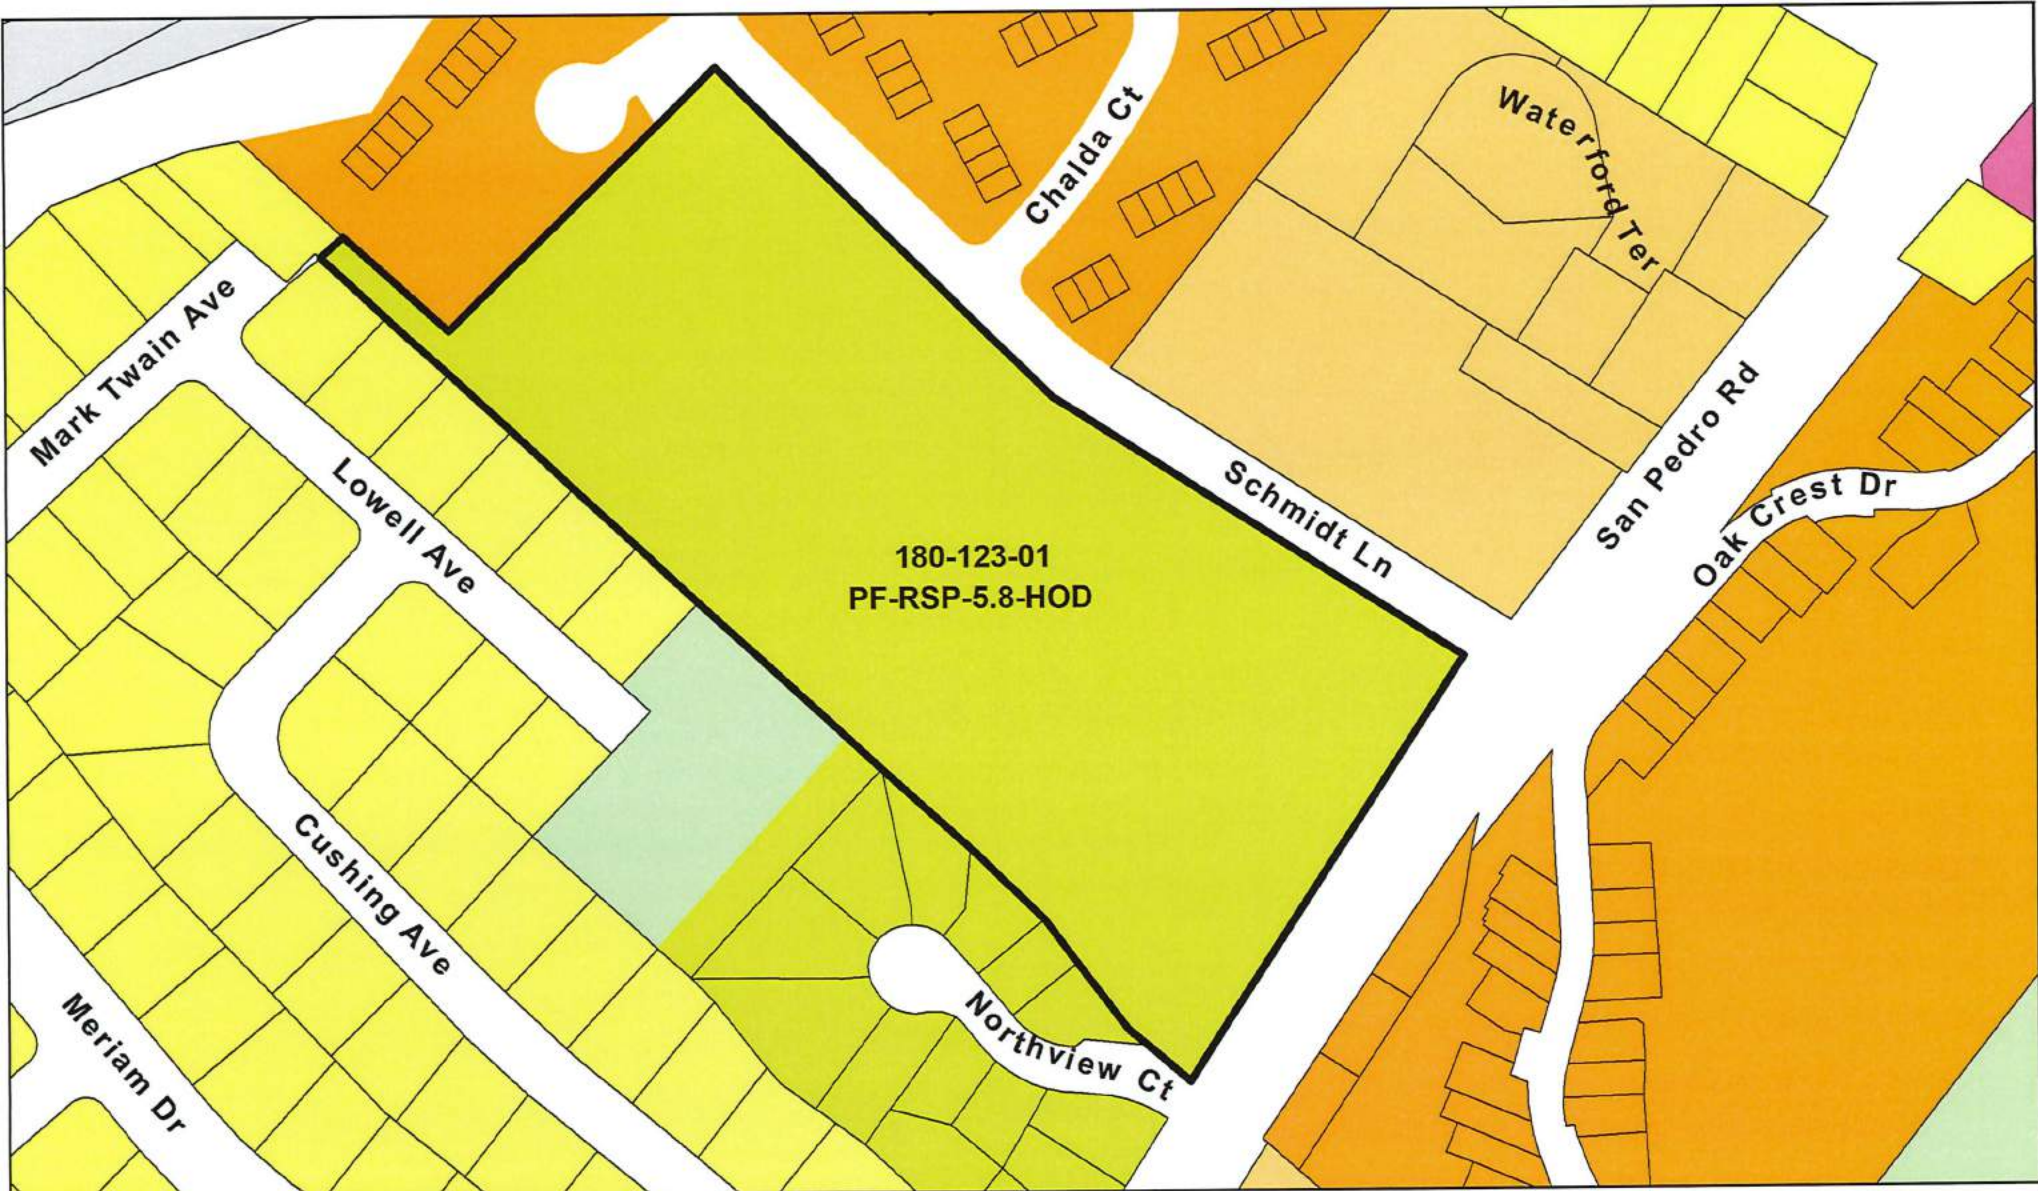 Chalda Ct
Waterford Ter
Mark Twain Ave
Lowell Ave
Schmidt Ln
San Pedro Rd
Oak Crest Dr
180-123-01
PF-RSP-5.8-HOD
Cushing Ave
Northview Ct
Meriam Dr